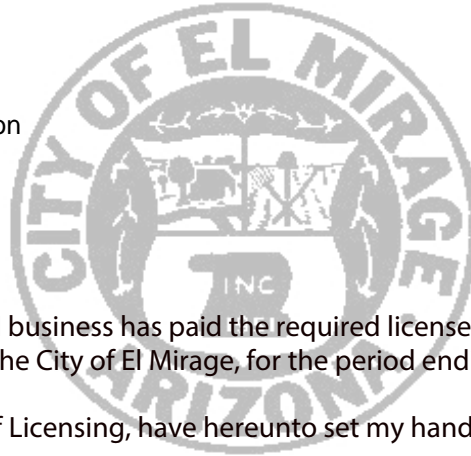 CITY OF EL MIRAGE
on
INC
business has paid the required license
he City of El Mirage, for the period end
ARIZONA
f Licensing, have hereunto set my hand